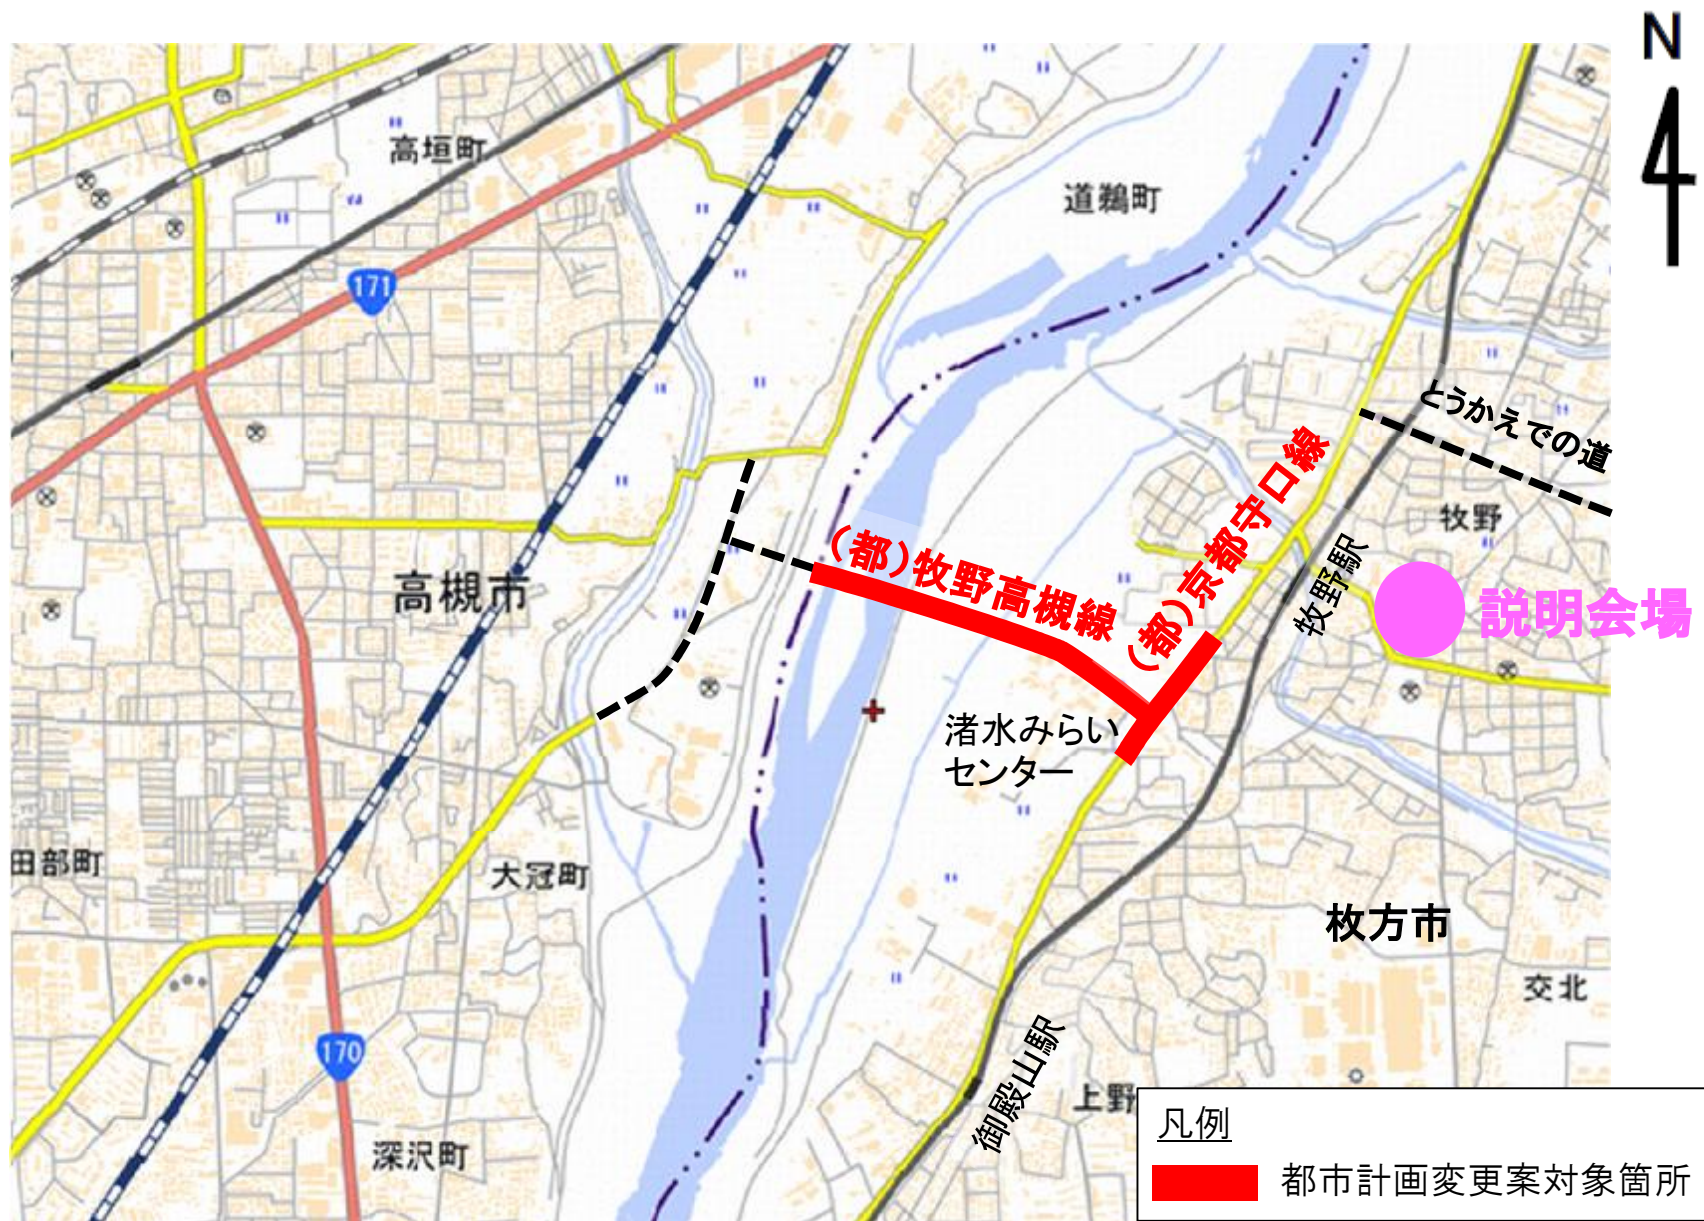 N
高垣町
道鵜町
171
とうかえでの道
牧野
(都)京都守口線
(都)牧野高槻線
牧野駅
高槻市
説明会場
渚水みらい
センター
田部町
大冠町
枚方市
交北
170
御殿山駅
上野
深沢町
凡例
都市計画変更案対象箇所